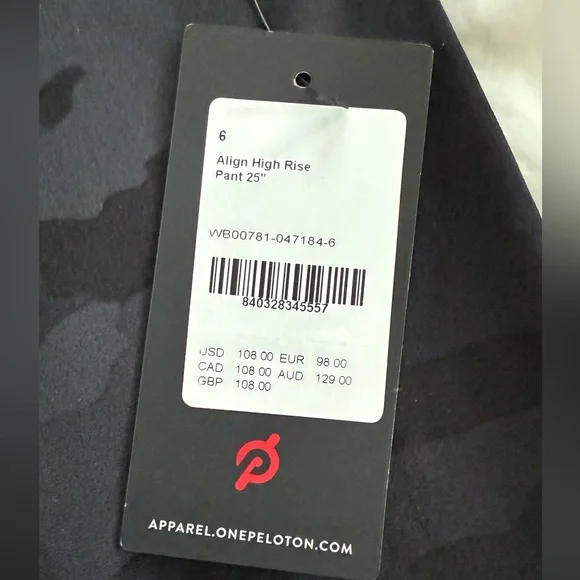 6
Align High Rise
Pant 25"
WB00781-047184-6
840328345557
USD 108.00 EUR 98.00
CAD 108.00 AUD 129.00
GBP 108.00
APPAREL.ONEPELOTON.COM